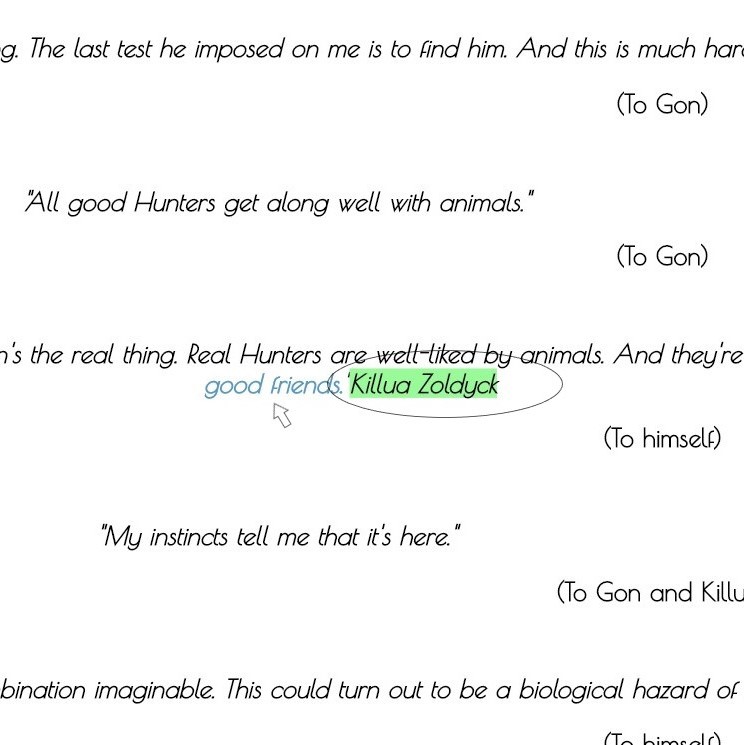 g. The last test he imposed on me is to find him. And this is much hard
(To Gon)
"All good Hunters get along well with animals."
(To Gon)
n's the real thing. Real Hunters are well-liked by animals. And they're
good friends.'Killua Zoldyck
(To himself)
"My instincts tell me that it's here."
(To Gon and Killu
bination imaginable. This could turn out to be a biological hazard of
(To himself)